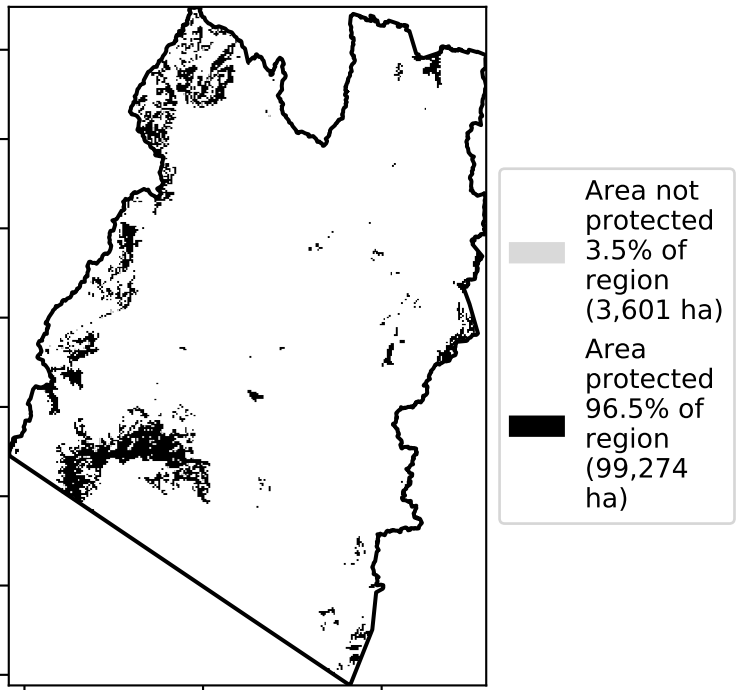 Area not
protected
3.5% of
region
(3,601 ha)
Area
protected
96.5% of
region
(99,274
ha)